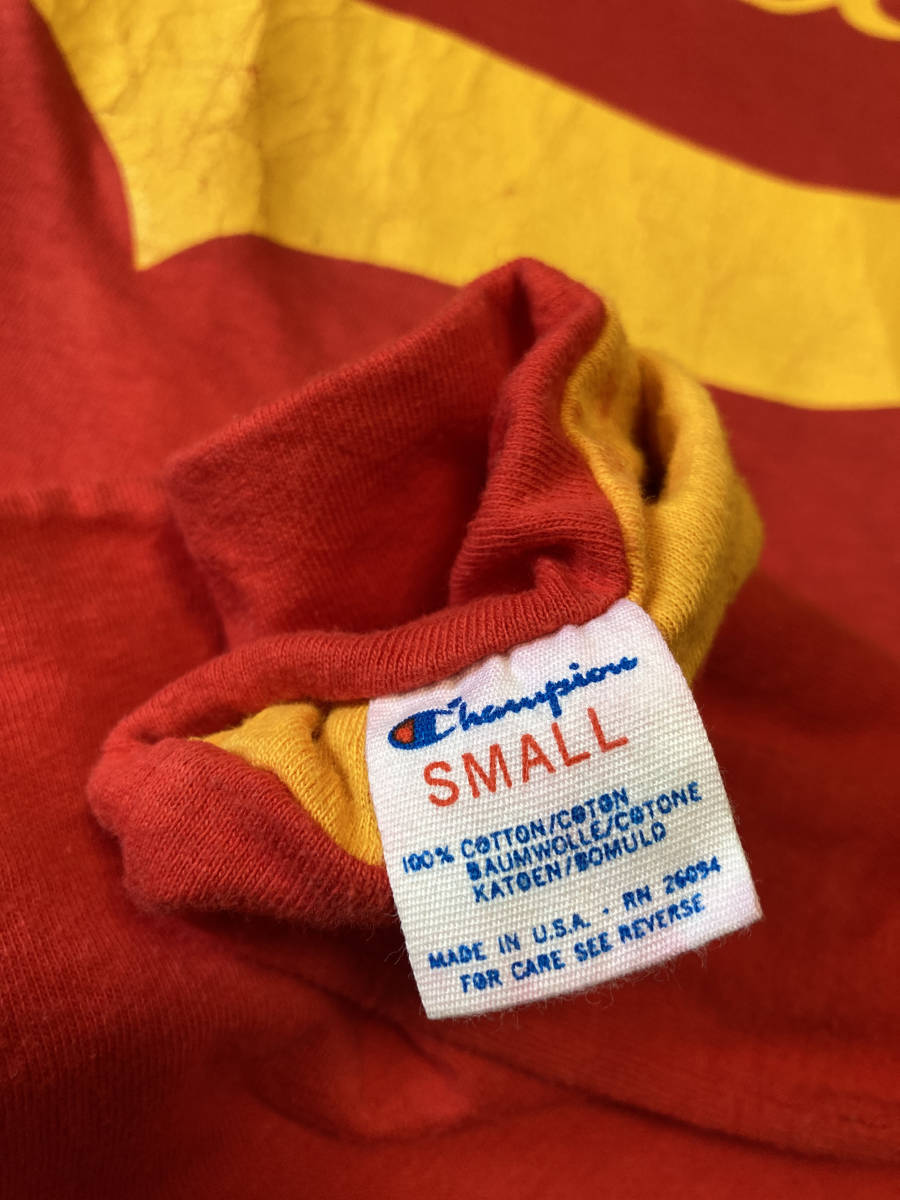 Champion
SMALL
100% COTTON/COTON
BAUMWOLLE/COTONE
KATOEN/BOMULD
MADE IN U.S.A. - RN 26094
FOR CARE SEE REVERSE